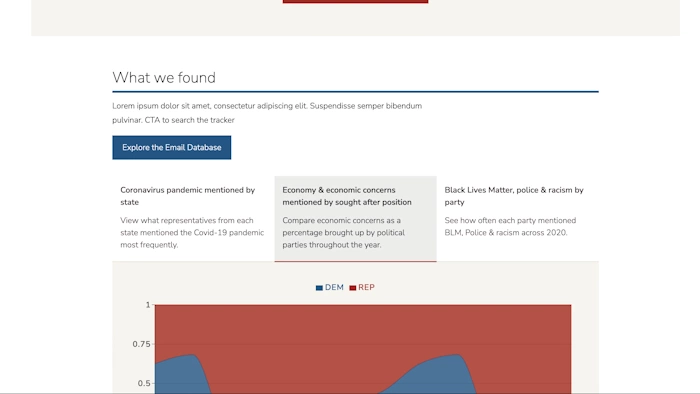 What we found
Lorem ipsum dolor sit amet, consectetur adipiscing elit. Suspendisse semper bibendum
pulvinar. CTA to search the tracker
Explore the Email Database
Coronavirus pandemic mentioned by
state
View what representatives from each
state mentioned the Covid-19 pandemic
most frequently.
Economy & economic concerns
mentioned by sought after position
Compare economic concerns as a
percentage brought up by political
parties throughout the year.
Black Lives Matter, police & racism by
party
See how often each party mentioned
BLM, Police & racism across 2020.
DEM REP
1
0.75
0.5